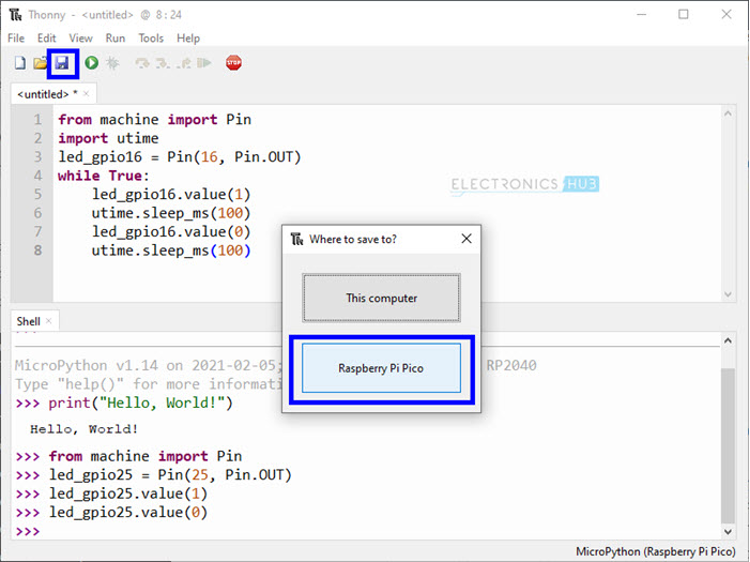 Thonny - <untitled> @ 8:24
File Edit View Run Tools Help
STOP
<untitled> * ×
1 from machine import Pin
2 import utime
3 led_gpio16 = Pin(16, Pin.OUT)
4 while True:
5     led_gpio16.value(1)
6     utime.sleep_ms(100)
7     led_gpio16.value(0)
8     utime.sleep_ms(100)
ELECTRONICS HUB
Where to save to?
This computer
Raspberry Pi Pico
Shell ×
MicroPython v1.14 on 2021-02-05; RP2040
Type "help()" for more informati
>>> print("Hello, World!")
Hello, World!
>>> from machine import Pin
>>> led_gpio25 = Pin(25, Pin.OUT)
>>> led_gpio25.value(1)
>>> led_gpio25.value(0)
>>>
MicroPython (Raspberry Pi Pico)